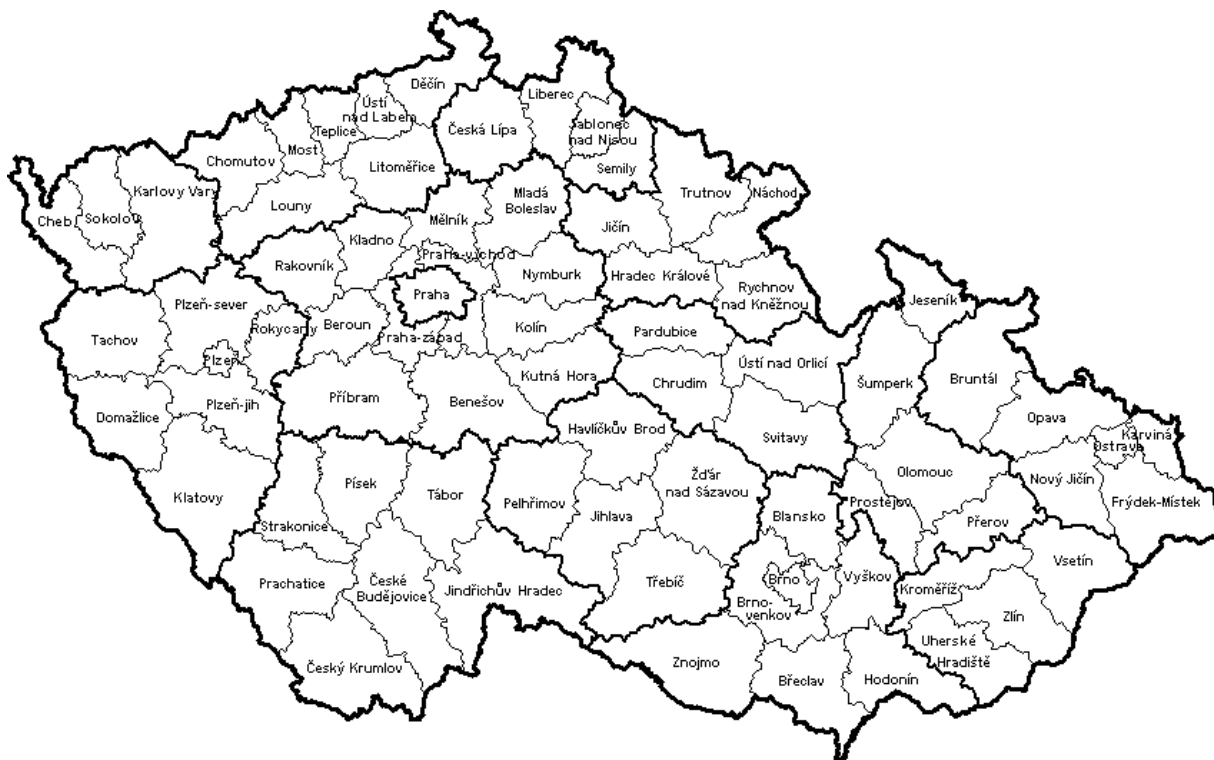 Děčín
Ústí
nad Labem
Liberec
Teplice
Česká Lípa
Jablonec
nad Nisou
Most
Chomutov
Litoměřice
Semily
Karlovy Vary
Trutnov
Náchod
Mladá
Boleslav
Cheb
Sokolov
Louny
Mělník
Jičín
Kladno
Praha-východ
Rakovník
Nymburk
Hradec Králové
Rychnov
nad Kněžnou
Praha
Plzeň-sever
Jeseník
Rokycany
Beroun
Kolín
Pardubice
Tachov
Praha-západ
Plzeň
Ústí nad Orlicí
Kutná Hora
Chrudim
Šumperk
Bruntál
Příbram
Benešov
Plzeň-jih
Domažlice
Opava
Havlíčkův Brod
Svitavy
Karviná
Ostrava
Olomouc
Žďár
nad Sázavou
Nový Jičín
Frýdek-Místek
Klatovy
Písek
Tábor
Pelhřimov
Prostějov
Jihlava
Blansko
Strakonice
Přerov
Vsetín
Prachatice
České
Budějovice
Třebíč
Brno
Vyškov
Jindřichův Hradec
Kroměříž
Brno-
venkov
Zlín
Uherské
Hradiště
Český Krumlov
Znojmo
Břeclav
Hodonín